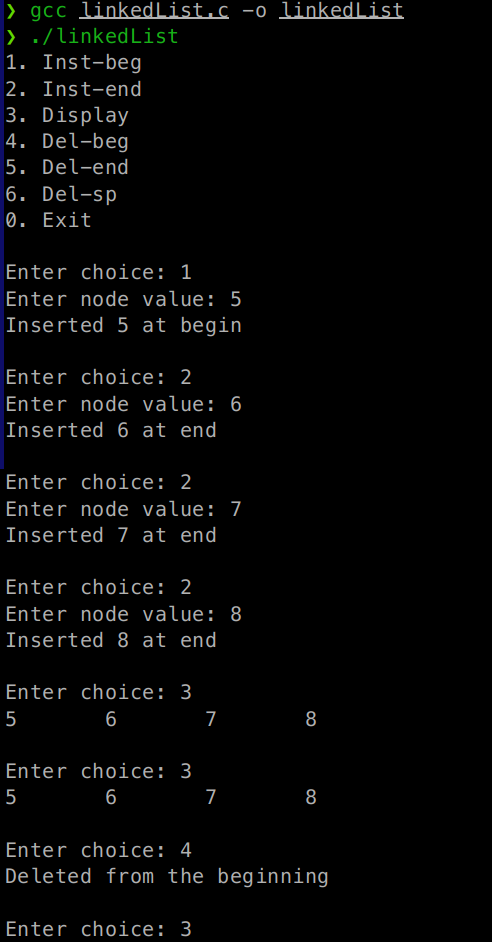 ❯ gcc linkedList.c -o linkedList
❯ ./linkedList
1. Inst-beg
2. Inst-end
3. Display
4. Del-beg
5. Del-end
6. Del-sp
0. Exit

Enter choice: 1
Enter node value: 5
Inserted 5 at begin

Enter choice: 2
Enter node value: 6
Inserted 6 at end

Enter choice: 2
Enter node value: 7
Inserted 7 at end

Enter choice: 2
Enter node value: 8
Inserted 8 at end

Enter choice: 3
5       6       7       8

Enter choice: 3
5       6       7       8

Enter choice: 4
Deleted from the beginning

Enter choice: 3